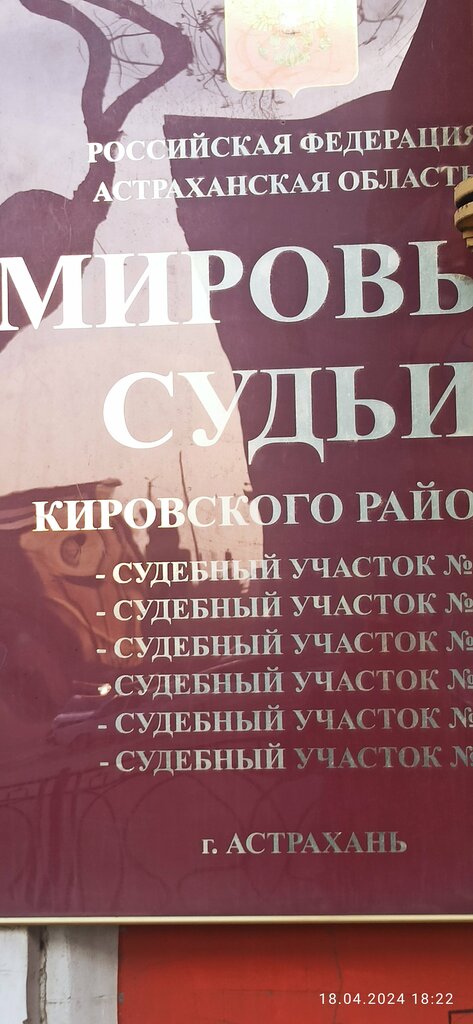 РОССИЙСКАЯ ФЕДЕРАЦИЯ
АСТРАХАНСКАЯ ОБЛАСТЬ
МИРОВЫ
СУДЬИ
КИРОВСКОГО РАЙО
- СУДЕБНЫЙ УЧАСТОК №
- СУДЕБНЫЙ УЧАСТОК №
- СУДЕБНЫЙ УЧАСТОК №
- СУДЕБНЫЙ УЧАСТОК №
- СУДЕБНЫЙ УЧАСТОК №
- СУДЕБНЫЙ УЧАСТОК №
г. АСТРАХАНЬ
18.04.2024 18:22